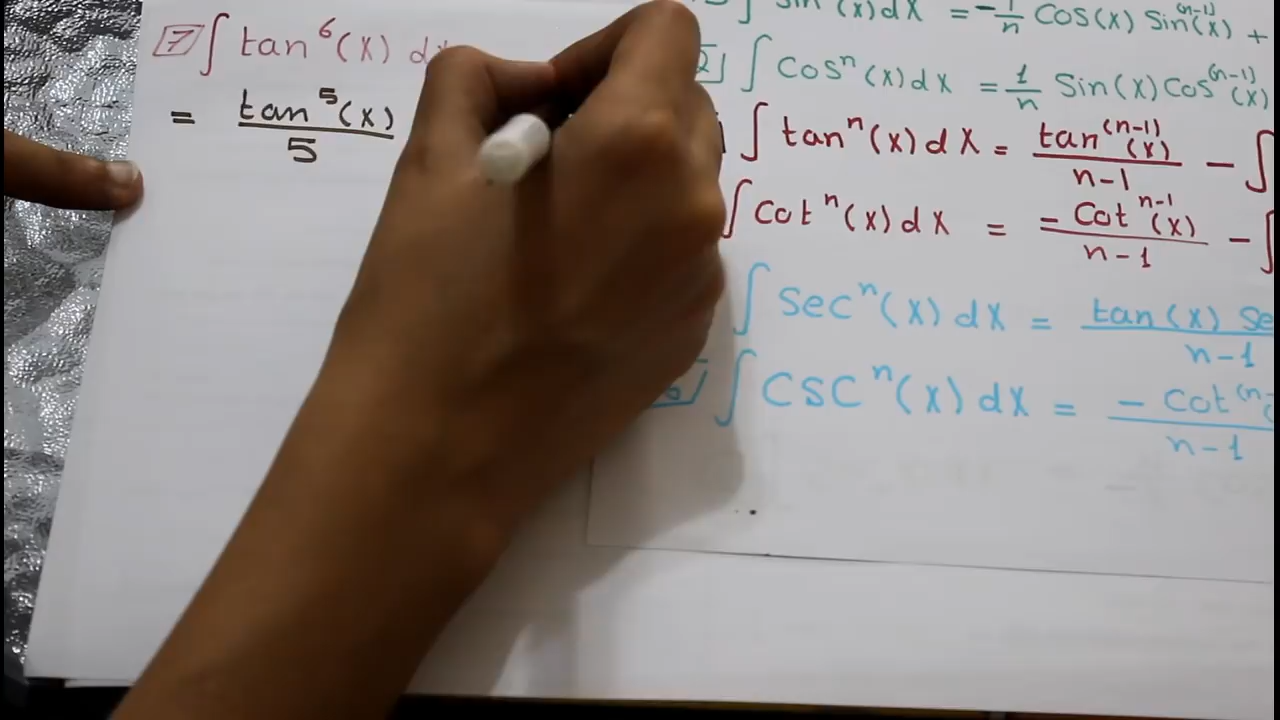 7 ∫ tan⁶(x) d
= tan⁵(x) / 5
∫ sinⁿ(x)dx = -1/n cos(x) sin⁽ⁿ⁻¹⁾(x) +
2 ∫ cosⁿ(x)dx = 1/n Sin(x) Cos⁽ⁿ⁻¹⁾(x)
∫ tanⁿ(x)dx = tan⁽ⁿ⁻¹⁾(x) / n-1 - ∫
∫ cotⁿ(x)dx = -cotⁿ⁻¹(x) / n-1 - ∫
∫ secⁿ(x)dx = tan(x) se / n-1
∫ CSCⁿ(x)dx = -cot⁽ⁿ⁻ / n-1